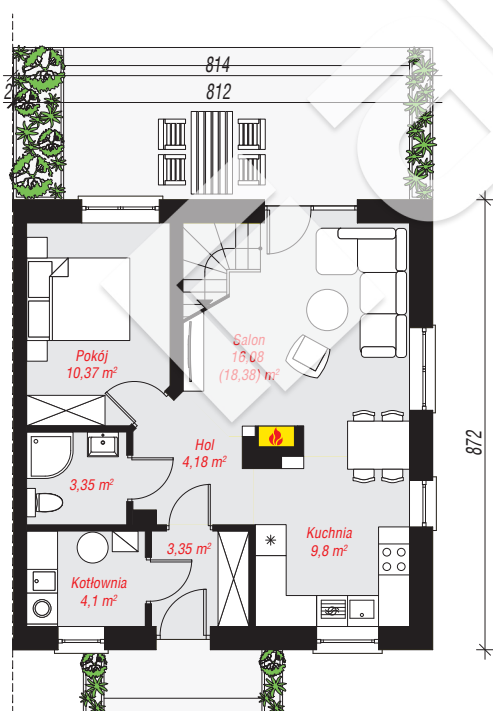 814
2
812
Salon
16,08
(18,38) m²
Pokój
10,37 m²
872
Hol
4,18 m²
3,35 m²
Kuchnia
9,8 m²
3,35 m²
Kotłownia
4,1 m²